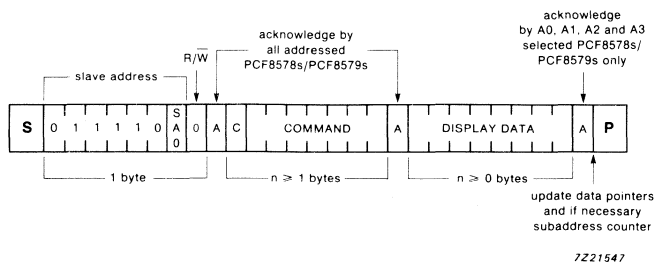 acknowledge
by A0, A1, A2 and A3
selected PCF8578s/
PCF8579s only
acknowledge by
all addressed
PCF8578s/PCF8579s
R/W̅
slave address
S 0 1 1 1 1 0 SA0 0 A C COMMAND A DISPLAY DATA A P
1 byte
n ⩾ 1 bytes
n ⩾ 0 bytes
update data pointers
and if necessary
subaddress counter
7Z21547